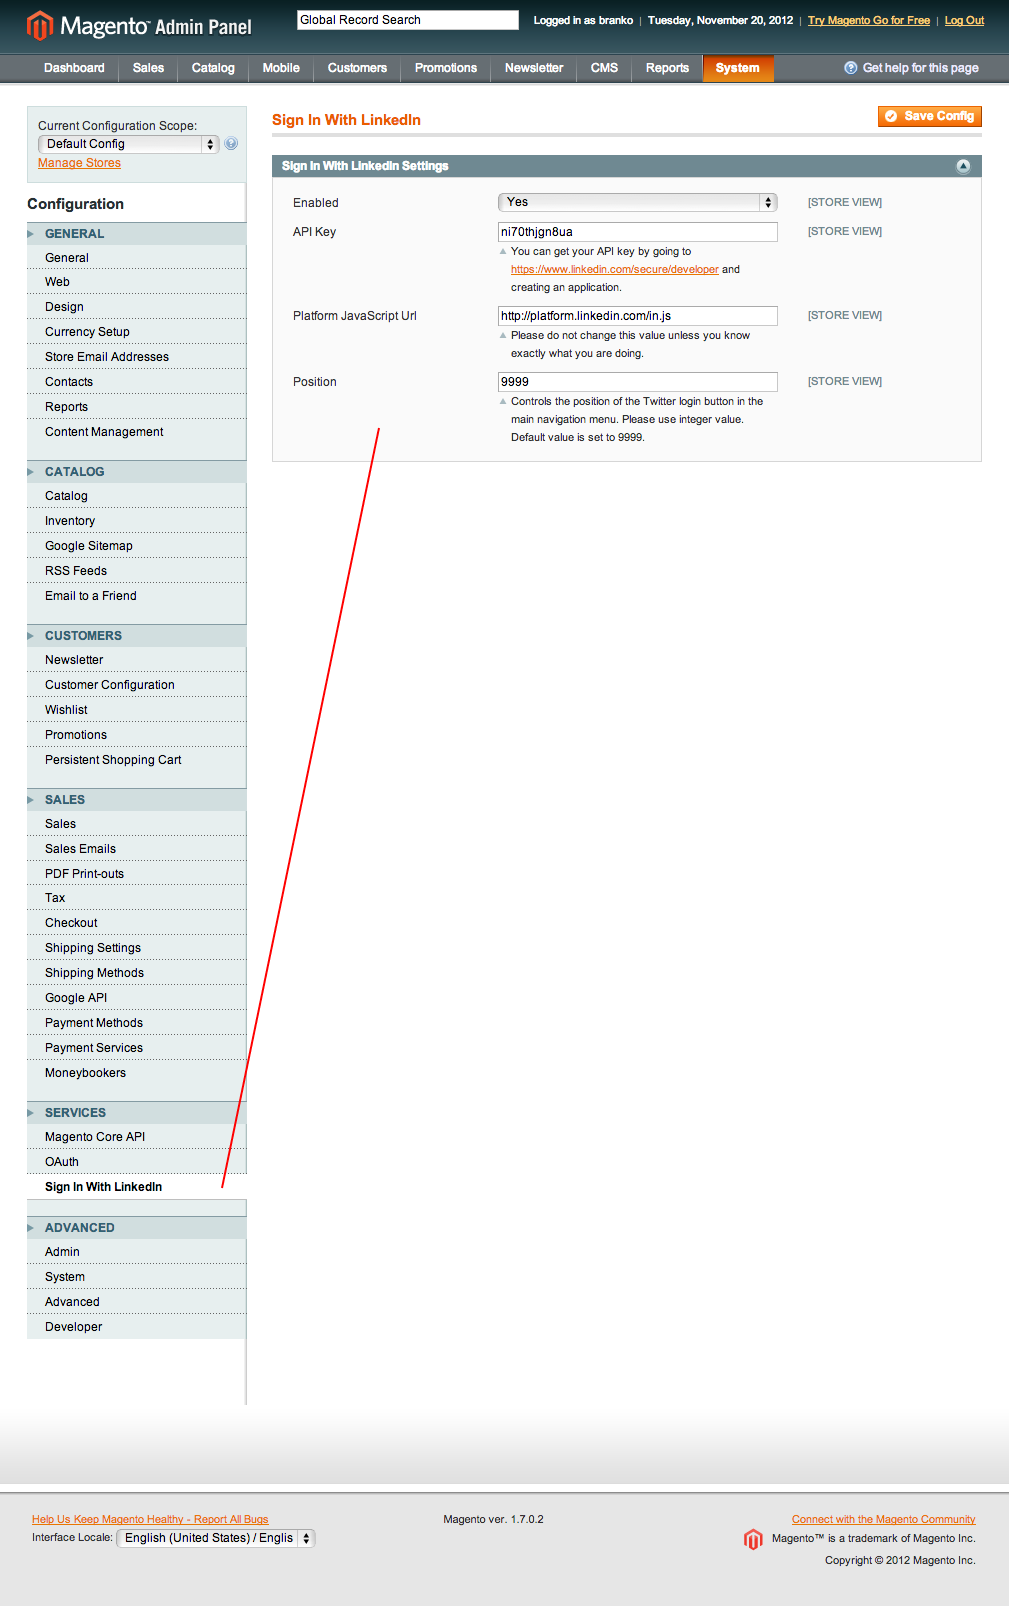 Magento™ Admin Panel
Global Record Search
Logged in as branko | Tuesday, November 20, 2012 | Try Magento Go for Free | Log Out
Dashboard Sales Catalog Mobile Customers Promotions Newsletter CMS Reports System Get help for this page
Current Configuration Scope:
Default Config
Manage Stores
Configuration
GENERAL
General
Web
Design
Currency Setup
Store Email Addresses
Contacts
Reports
Content Management
CATALOG
Catalog
Inventory
Google Sitemap
RSS Feeds
Email to a Friend
CUSTOMERS
Newsletter
Customer Configuration
Wishlist
Promotions
Persistent Shopping Cart
SALES
Sales
Sales Emails
PDF Print-outs
Tax
Checkout
Shipping Settings
Shipping Methods
Google API
Payment Methods
Payment Services
Moneybookers
SERVICES
Magento Core API
OAuth
Sign In With LinkedIn
ADVANCED
Admin
System
Advanced
Developer
Sign In With LinkedIn
Save Config
Sign In With LinkedIn Settings
Enabled Yes [STORE VIEW]
API Key ni70thjgn8ua [STORE VIEW]
You can get your API key by going to
https://www.linkedin.com/secure/developer and
creating an application.
Platform JavaScript Url http://platform.linkedin.com/in.js [STORE VIEW]
Please do not change this value unless you know
exactly what you are doing.
Position 9999 [STORE VIEW]
Controls the position of the Twitter login button in the
main navigation menu. Please use integer value.
Default value is set to 9999.
Help Us Keep Magento Healthy - Report All Bugs
Interface Locale: English (United States) / Englis
Magento ver. 1.7.0.2
Connect with the Magento Community
Magento™ is a trademark of Magento Inc.
Copyright © 2012 Magento Inc.